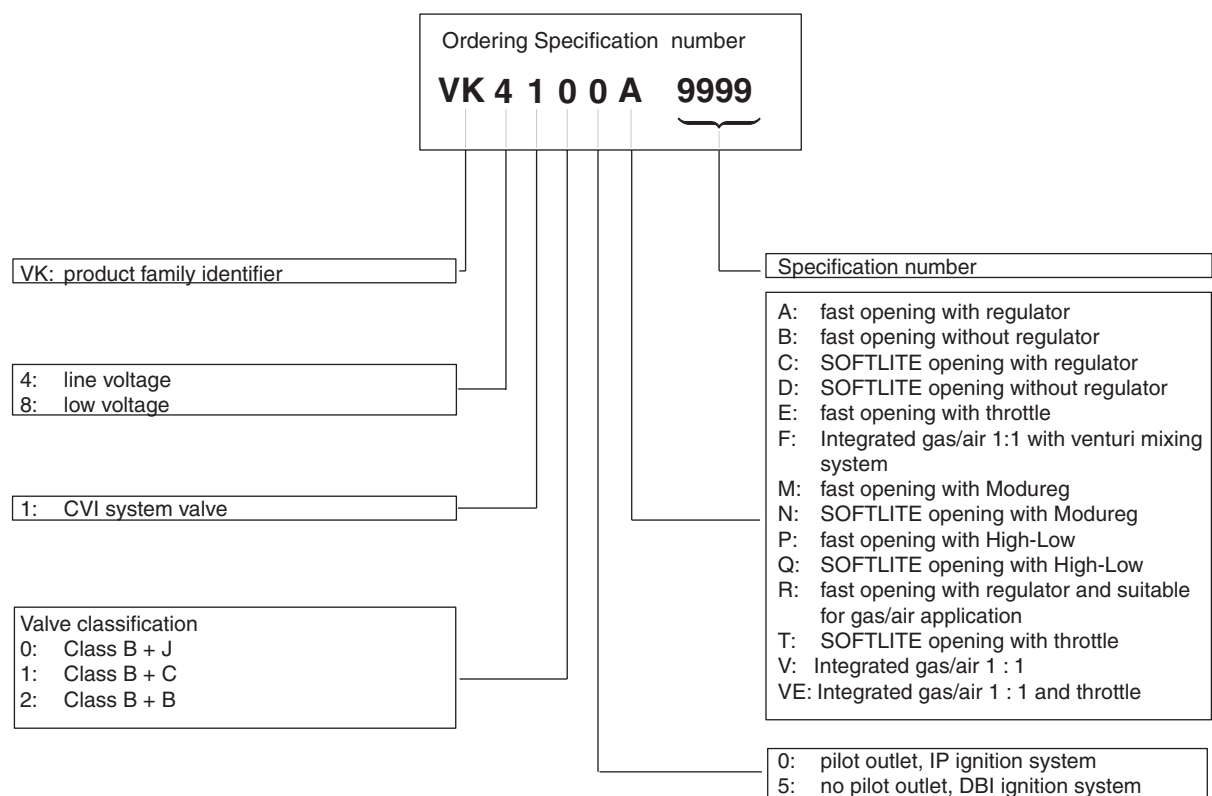 Ordering Specification number
VK 4 1 0 0 A 9999
VK: product family identifier
4: line voltage
8: low voltage
1: CVI system valve
Valve classification
0: Class B + J
1: Class B + C
2: Class B + B
Specification number
A: fast opening with regulator
B: fast opening without regulator
C: SOFTLITE opening with regulator
D: SOFTLITE opening without regulator
E: fast opening with throttle
F: Integrated gas/air 1:1 with venturi mixing
system
M: fast opening with Modureg
N: SOFTLITE opening with Modureg
P: fast opening with High-Low
Q: SOFTLITE opening with High-Low
R: fast opening with regulator and suitable
for gas/air application
T: SOFTLITE opening with throttle
V: Integrated gas/air 1 : 1
VE: Integrated gas/air 1 : 1 and throttle
0: pilot outlet, IP ignition system
5: no pilot outlet, DBI ignition system